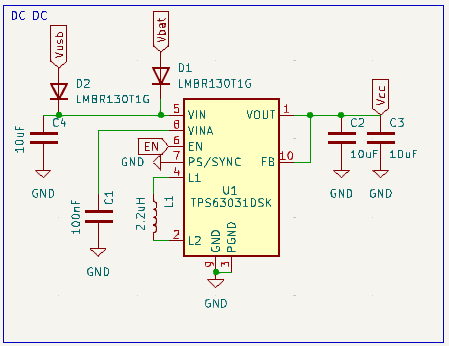 DC DC
Vusb
Vbat
D2
LMBR130T1G
D1
LMBR130T1G
Vcc
C4
10uF
GND
5
VIN
8
VINA
EN
6
EN
GND
7
PS/SYNC
4
L1
2
L2
VOUT
1
FB
10
U1
TPS63031DSK
GND
PGND
9
3
GND
C1
100nF
GND
L1
2.2uH
C2
10uF
GND
C3
10uF
GND